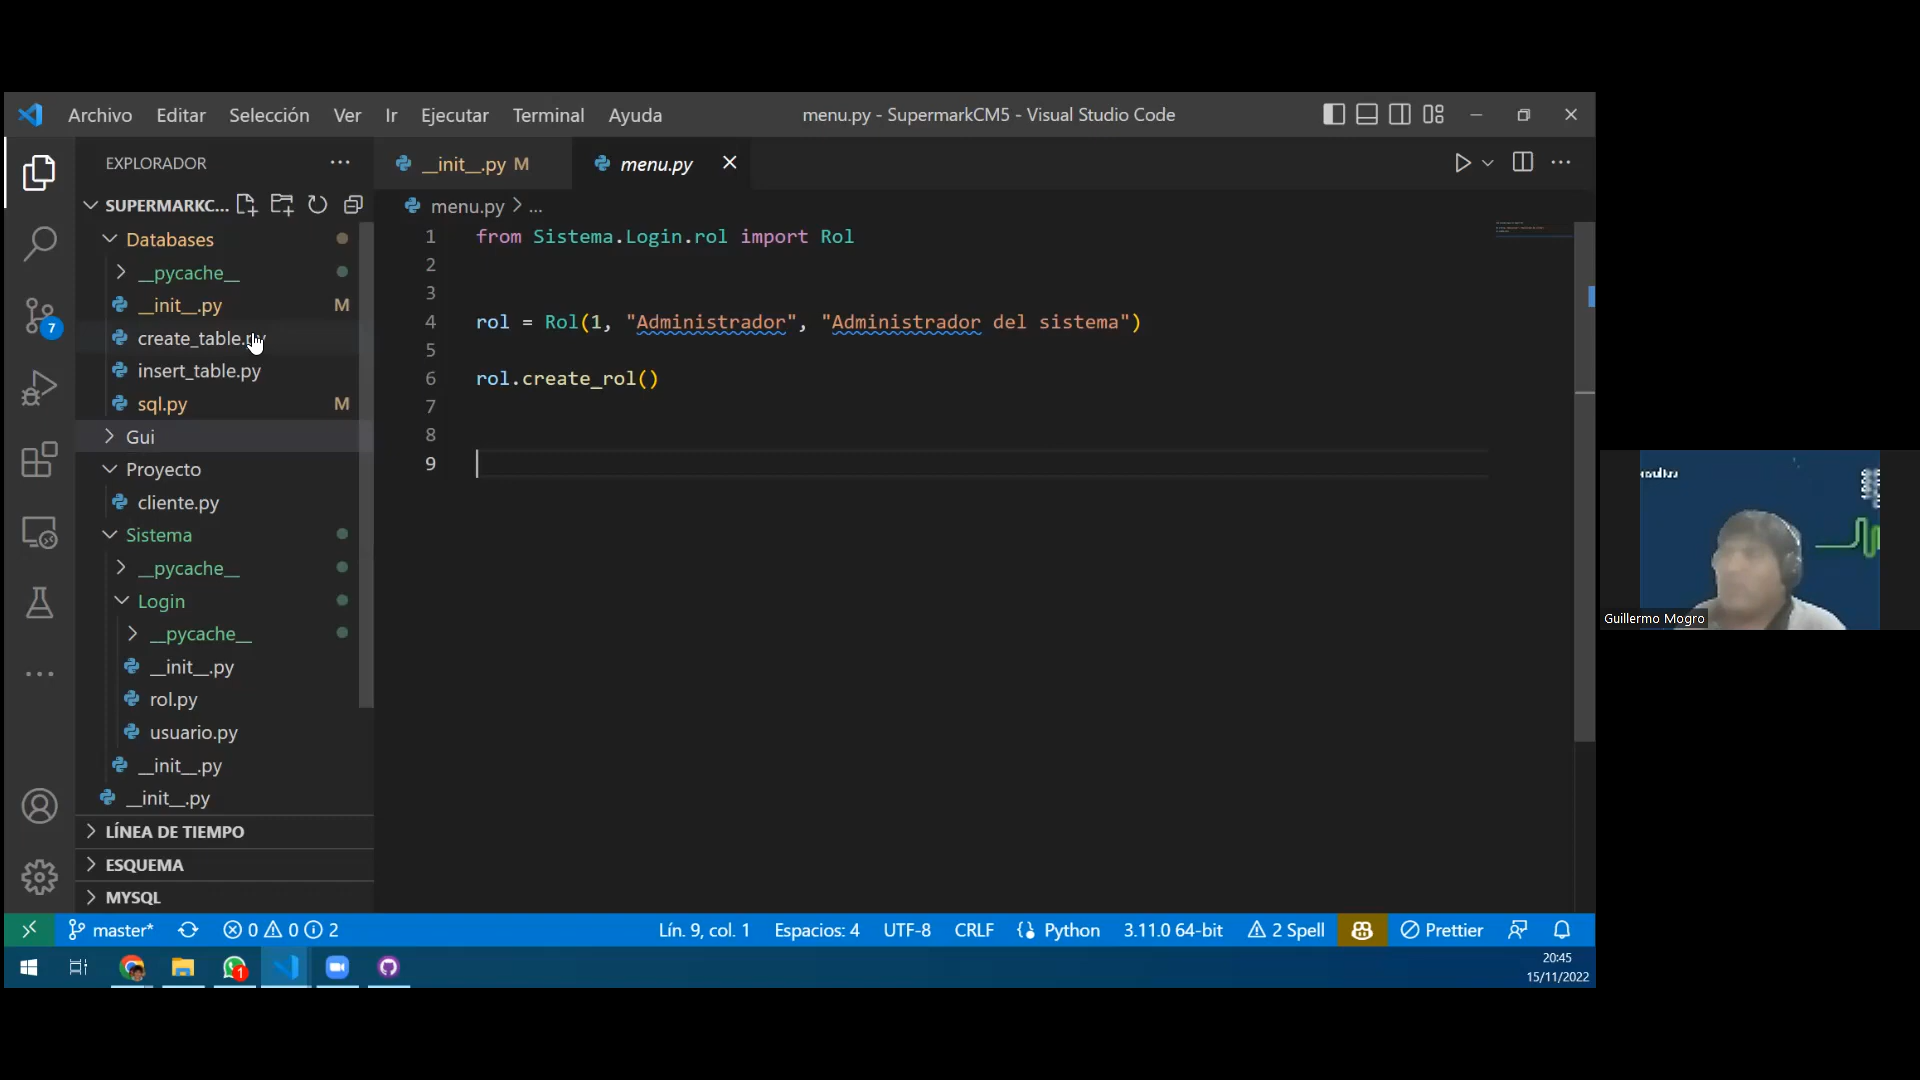 Archivo Editar Selección Ver Ir Ejecutar Terminal Ayuda
menu.py - SupermarkCM5 - Visual Studio Code
EXPLORADOR
__init__.py M
menu.py
SUPERMARKC...
menu.py > ...
Databases
__pycache__
__init__.py M
create_table.py
insert_table.py
sql.py M
Gui
Proyecto
cliente.py
Sistema
__pycache__
Login
__pycache__
__init__.py
rol.py
usuario.py
__init__.py
__init__.py
LÍNEA DE TIEMPO
ESQUEMA
MYSQL
7
1 from Sistema.Login.rol import Rol
2
3
4 rol = Rol(1, "Administrador", "Administrador del sistema")
5
6 rol.create_rol()
7
8
9
Guillermo Mogro
master* 0 0 2
Lín. 9, col. 1 Espacios: 4 UTF-8 CRLF Python 3.11.0 64-bit 2 Spell Prettier
1
20:45
15/11/2022